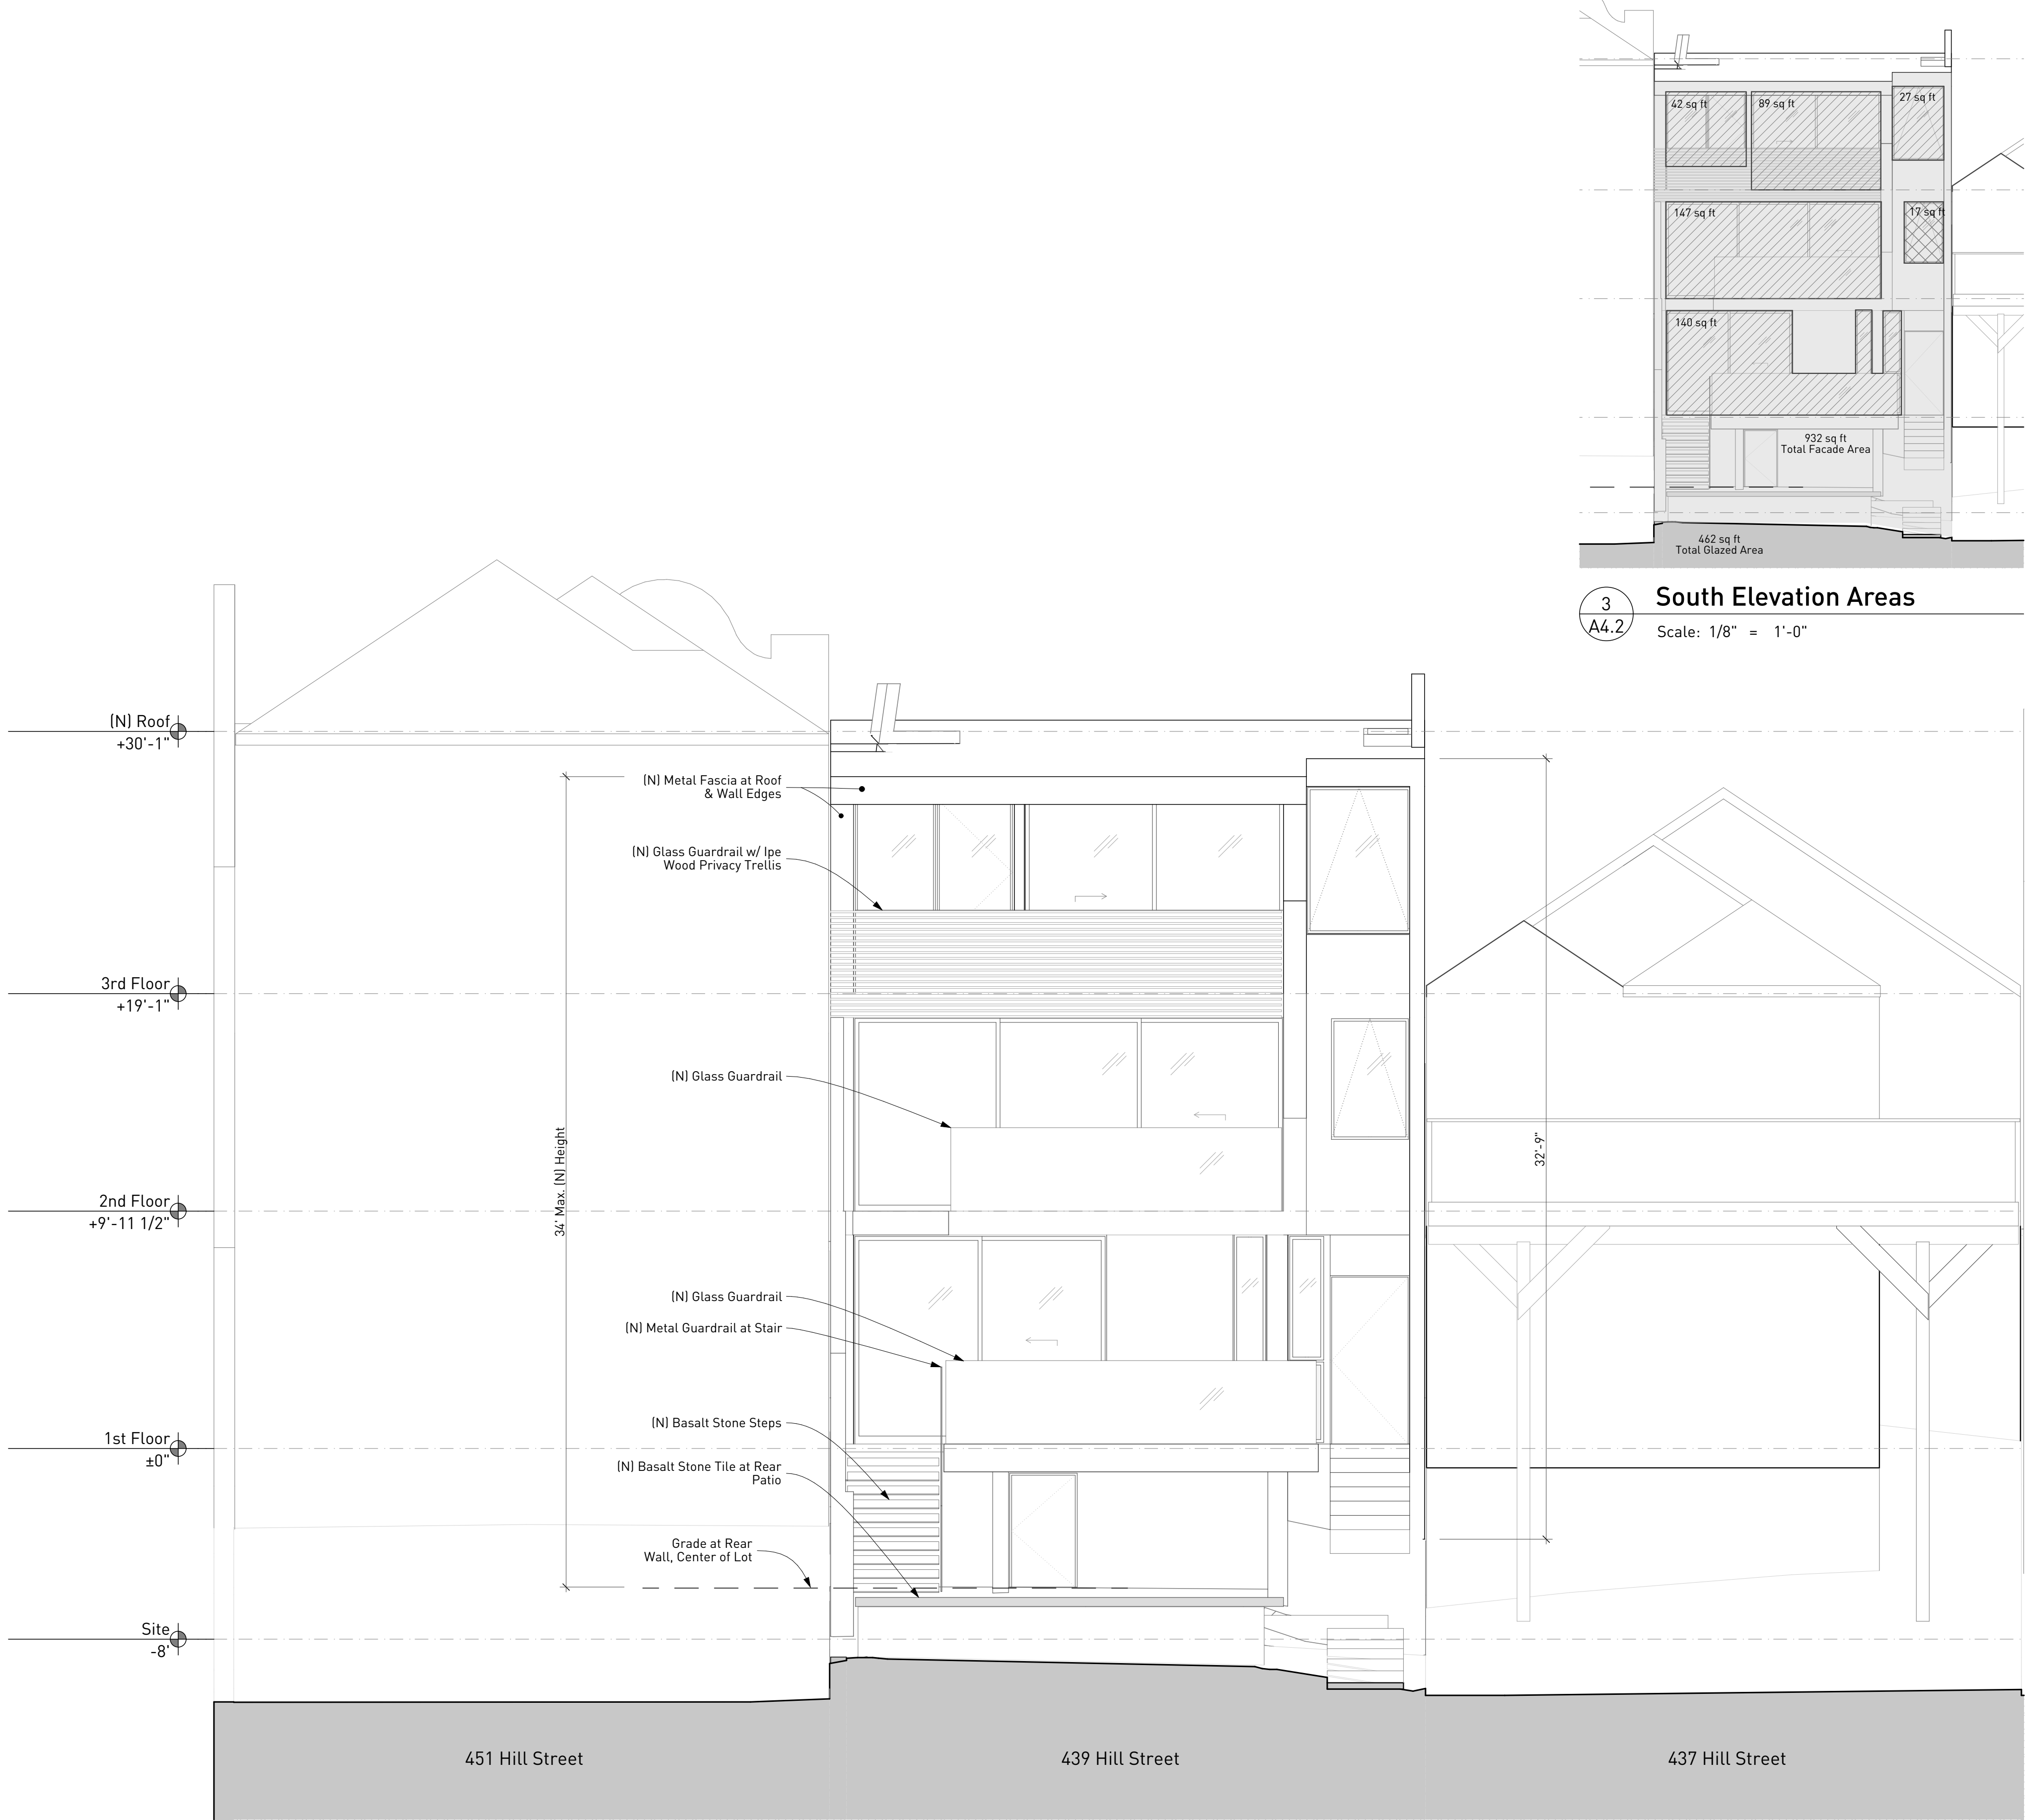 42 sq ft
89 sq ft
27 sq ft
147 sq ft
17 sq ft
140 sq ft
932 sq ft
Total Facade Area
462 sq ft
Total Glazed Area
3
A4.2
South Elevation Areas
Scale: 1/8" = 1'-0"
(N) Roof
+30'-1"
(N) Metal Fascia at Roof
& Wall Edges
(N) Glass Guardrail w/ Ipe
Wood Privacy Trellis
3rd Floor
+19'-1"
(N) Glass Guardrail
34' Max. (N) Height
32'-9"
2nd Floor
+9'-11 1/2"
(N) Glass Guardrail
(N) Metal Guardrail at Stair
(N) Basalt Stone Steps
1st Floor
±0"
(N) Basalt Stone Tile at Rear
Patio
Grade at Rear
Wall, Center of Lot
Site
-8'
451 Hill Street
439 Hill Street
437 Hill Street